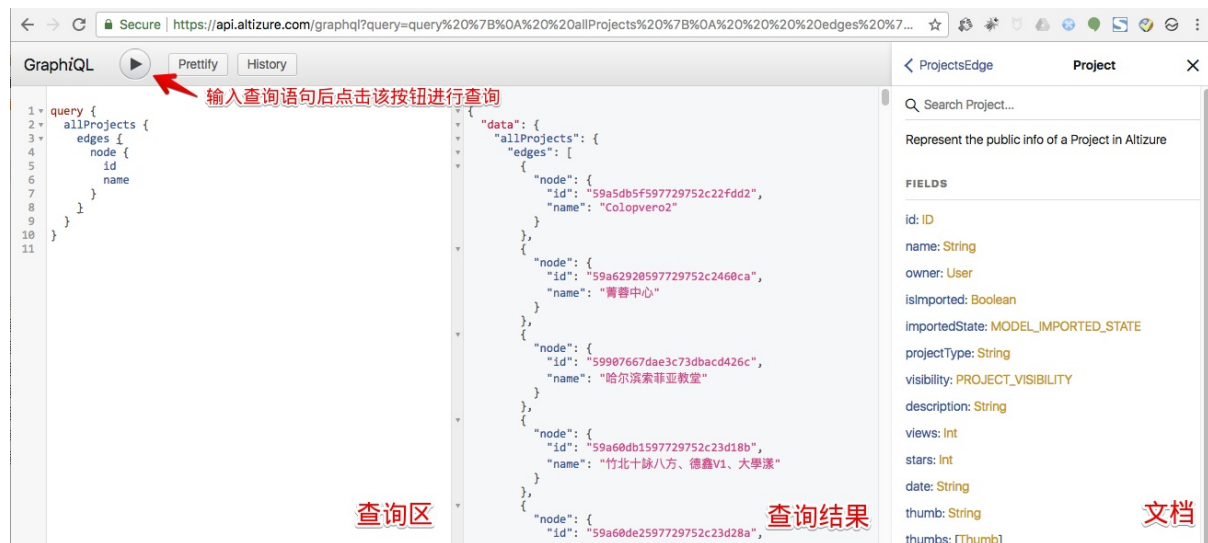 Secure | https://api.altizure.com/graphql?query=query%20%7B%0A%20%20allProjects%20%7B%0A%20%20%20%20edges%20%7...
GraphiQL
Prettify
History
输入查询语句后点击该按钮进行查询
1 query {
2 allProjects {
3 edges {
4 node {
5 id
6 name
7 }
8 }
9 }
10 }
11
查询区
{
"data": {
"allProjects": {
"edges": [
{
"node": {
"id": "59a5db5f597729752c22fdd2",
"name": "Colopvero2"
}
},
{
"node": {
"id": "59a62920597729752c2460ca",
"name": "菁蓉中心"
}
},
{
"node": {
"id": "59907667dae3c73dbacd426c",
"name": "哈尔滨索菲亚教堂"
}
},
{
"node": {
"id": "59a60db1597729752c23d18b",
"name": "竹北十詠八方、德鑫V1、大學漾"
}
},
{
"node": {
"id": "59a60de2597729752c23d28a",
查询结果
ProjectsEdge
Project
Search Project...
Represent the public info of a Project in Altizure
FIELDS
id: ID
name: String
owner: User
isImported: Boolean
importedState: MODEL_IMPORTED_STATE
projectType: String
visibility: PROJECT_VISIBILITY
description: String
views: Int
stars: Int
date: String
thumb: String
thumbs: [Thumb]
文档